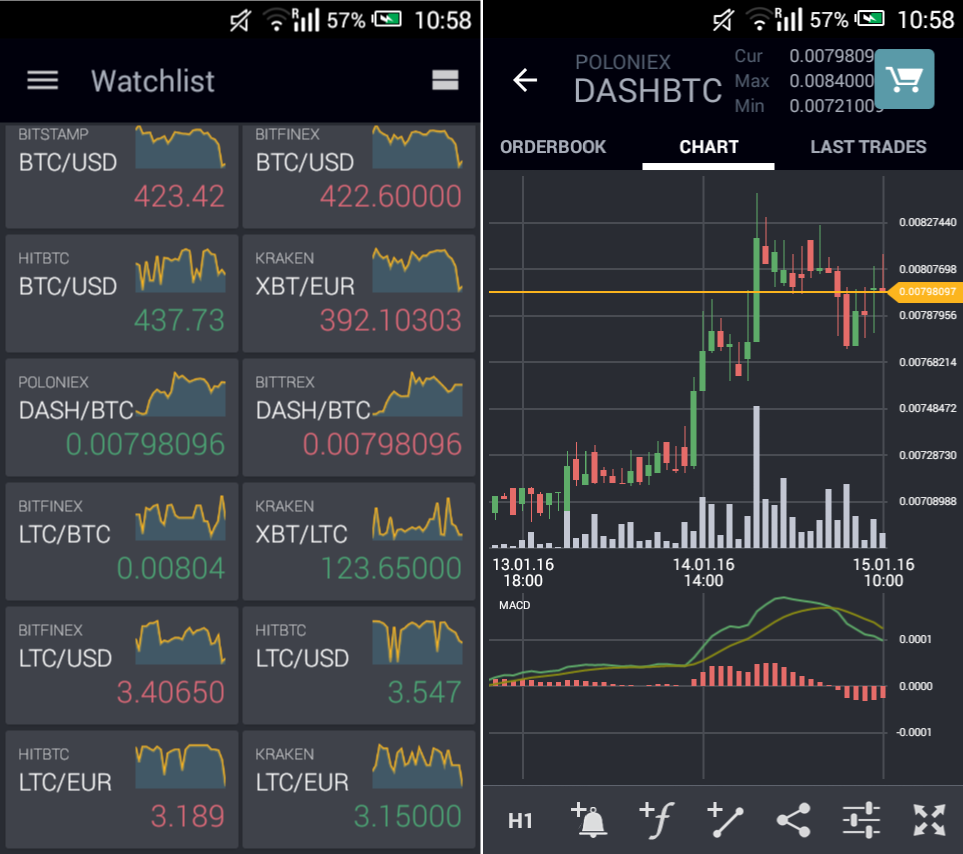 R 57% 10:58
Watchlist
BITSTAMP
BTC/USD
423.42
BITFINEX
BTC/USD
422.60000
HITBTC
BTC/USD
437.73
KRAKEN
XBT/EUR
392.10303
POLONIEX
DASH/BTC
0.00798096
BITTREX
DASH/BTC
0.00798096
BITFINEX
LTC/BTC
0.00804
KRAKEN
XBT/LTC
123.65000
BITFINEX
LTC/USD
3.40650
HITBTC
LTC/USD
3.547
HITBTC
LTC/EUR
3.189
KRAKEN
LTC/EUR
3.15000
R 57% 10:58
POLONIEX
DASHBTC
Cur 0.0079809
Max 0.0084000
Min 0.00721009
ORDERBOOK CHART LAST TRADES
0.00827440
0.00807698
0.00798097
0.00787956
0.00768214
0.00748472
0.00728730
0.00708988
13.01.16 14.01.16 15.01.16
18:00 14:00 10:00
MACD
0.0001
0.0000
-0.0001
H1